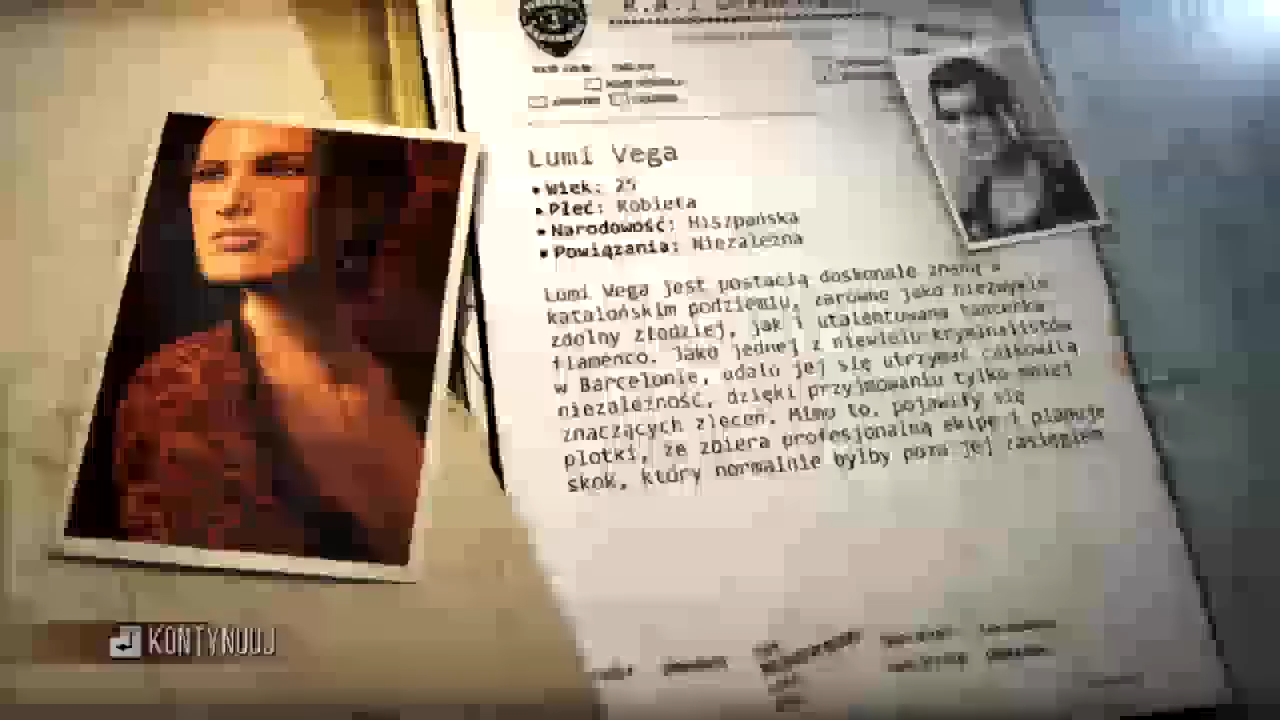 Lumi Vega
• Wiek: 25
• Płeć: Kobieta
• Narodowość: Hiszpańska
• Powiązania: Niezależna
Lumi Vega jest postacią doskonale znaną w
katalońskim podziemiu, zarówno jako niezwykle
zdolny złodziej, jak i utalentowana tancerka
flamenco. Jako jednej z niewielu kryminalistów
w Barcelonie, udało jej się utrzymać całkowitą
niezależność, dzięki przyjmowaniu tylko mniej
znaczących zleceń. Mimo to, pojawiły się
plotki, że zbiera profesjonalną ekipę i planuje
skok, który normalnie byłby poza jej zasięgiem
KONTYNUUJ